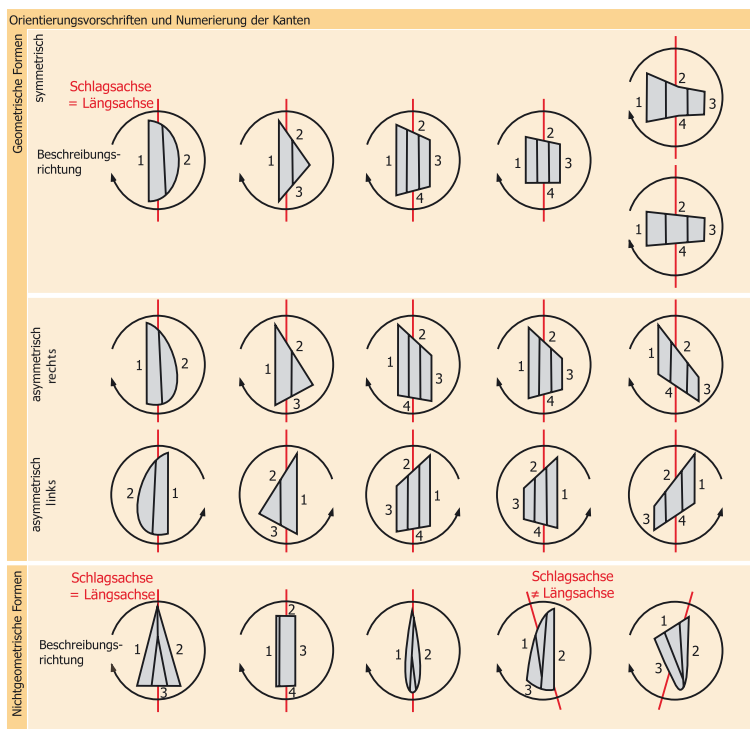 Orientierungsvorschriften und Numerierung der Kanten
Geometrische Formen
symmetrisch
Schlagsachse
= Längsachse
Beschreibungs-
richtung
1 2
1 2 3
1 2 3 4
1 2 3 4
1 2 3 4
1 2 3 4
asymmetrisch
rechts
1 2
1 2 3
1 2 3 4
1 2 3 4
1 2 3 4
asymmetrisch
links
2 1
2 1 3
2 1 3 4
2 1 3 4
2 1 3 4
Nichtgeometrische Formen
Schlagsachse
= Längsachse
Schlagsachse
≠ Längsachse
Beschreibungs-
richtung
1 2 3
1 2 3 4
1 2
1 2 3
1 2 3